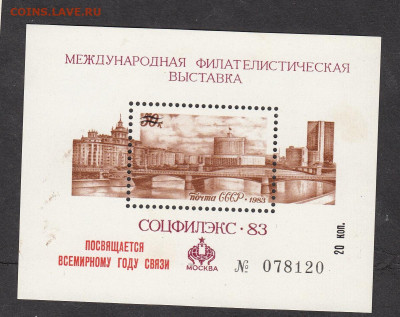 COINS.LAVE.RU
МЕЖДУНАРОДНАЯ ФИЛАТЕЛИСТИЧЕСКАЯ
ВЫСТАВКА
50к
почта СССР • 1983
СОЦФИЛЭКС · 83
ПОСВЯЩАЕТСЯ
ВСЕМИРНОМУ ГОДУ СВЯЗИ
МОСКВА
№ 078120
20 коп.